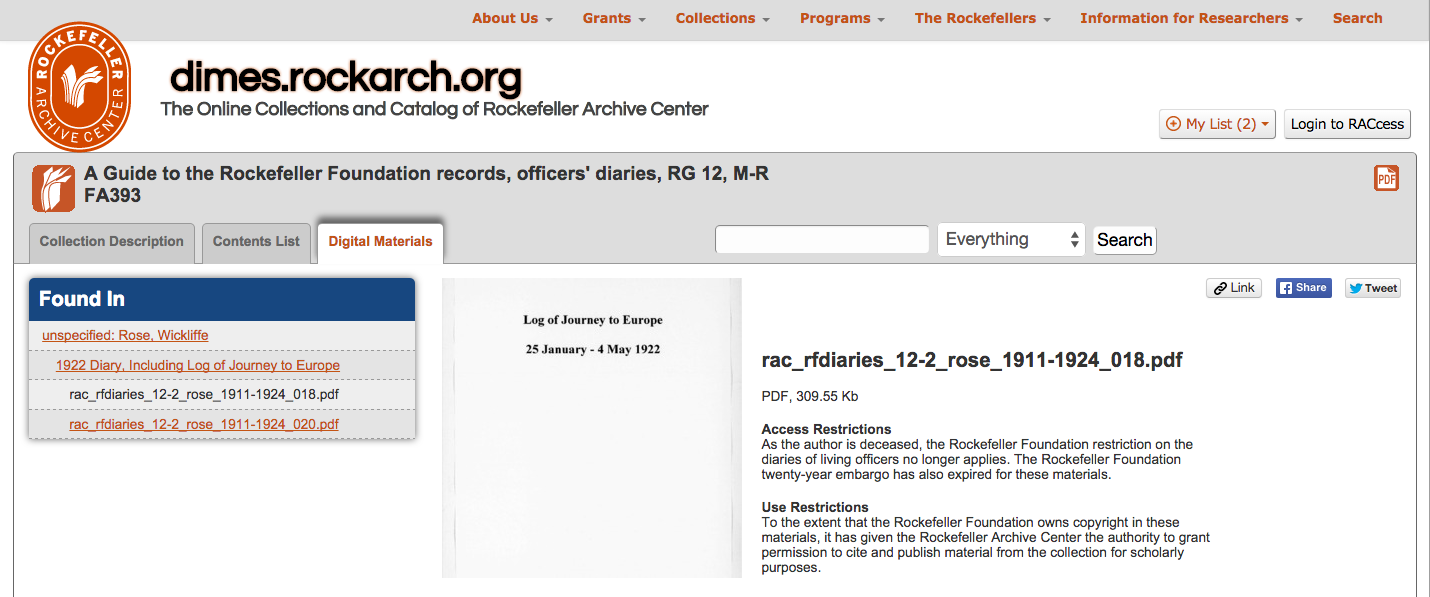 About Us Grants Collections Programs The Rockefellers Information for Researchers Search
ROCKEFELLER ARCHIVE CENTER
dimes.rockarch.org
The Online Collections and Catalog of Rockefeller Archive Center
My List (2) Login to RACcess
A Guide to the Rockefeller Foundation records, officers' diaries, RG 12, M-R
FA393
PDF
Collection Description Contents List Digital Materials
Everything Search
Found In
unspecified: Rose, Wickliffe
1922 Diary, Including Log of Journey to Europe
rac_rfdiaries_12-2_rose_1911-1924_018.pdf
rac_rfdiaries_12-2_rose_1911-1924_020.pdf
Log of Journey to Europe
25 January - 4 May 1922
Link Share Tweet
rac_rfdiaries_12-2_rose_1911-1924_018.pdf
PDF, 309.55 Kb
Access Restrictions
As the author is deceased, the Rockefeller Foundation restriction on the
diaries of living officers no longer applies. The Rockefeller Foundation
twenty-year embargo has also expired for these materials.
Use Restrictions
To the extent that the Rockefeller Foundation owns copyright in these
materials, it has given the Rockefeller Archive Center the authority to grant
permission to cite and publish material from the collection for scholarly
purposes.